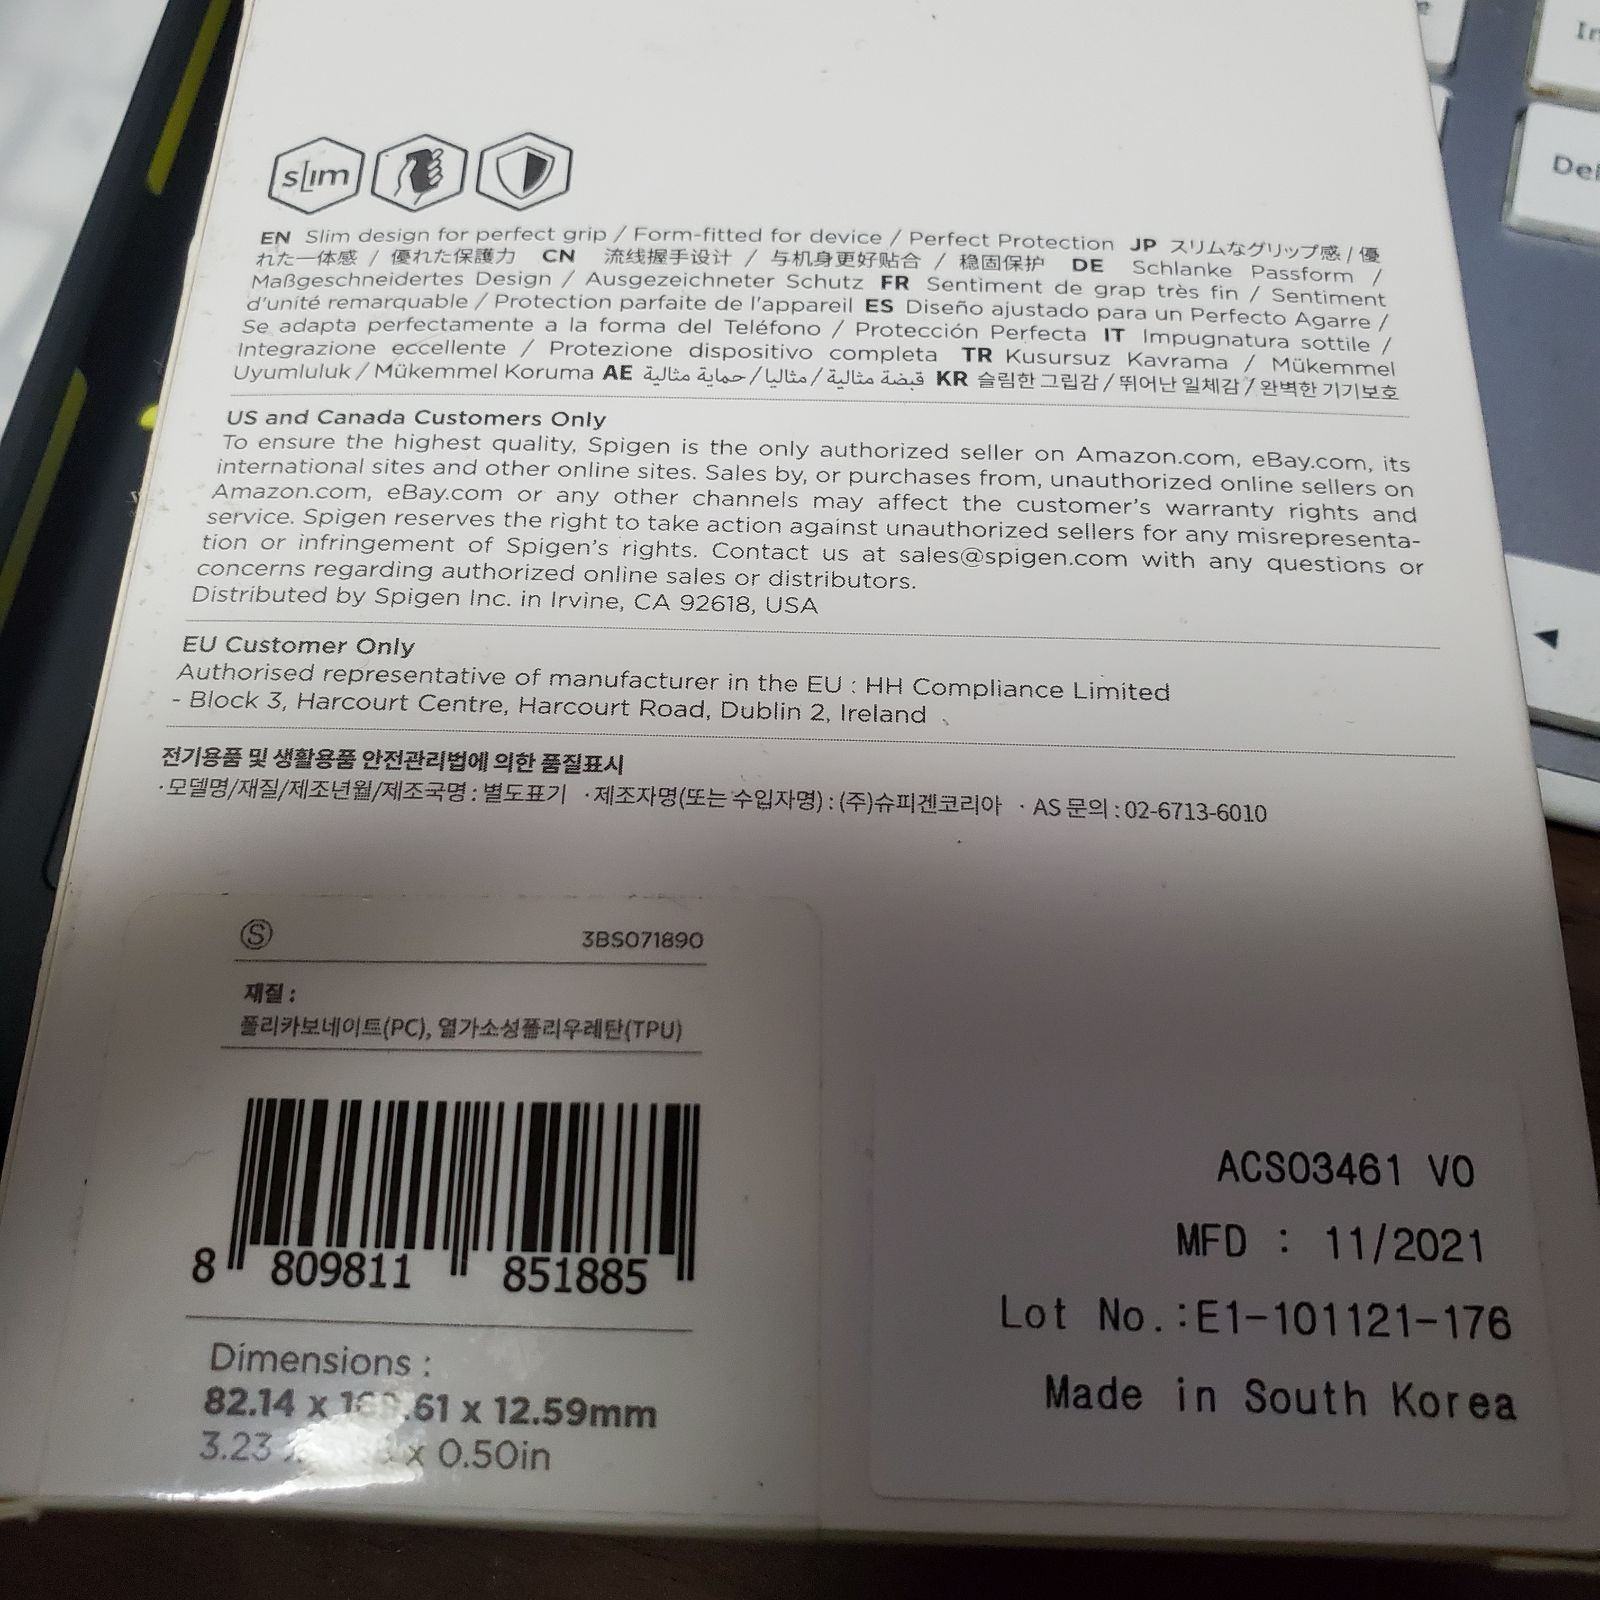 slim
EN Slim design for perfect grip / Form-fitted for device / Perfect Protection JP スリムなグリップ感 / 優
れた一体感 / 優れた保護力 CN 流线握手设计 / 与机身更好贴合 / 稳固保护 DE Schlanke Passform /
Maßgeschneidertes Design / Ausgezeichneter Schutz FR Sentiment de grap très fin / Sentiment
d'unité remarquable / Protection parfaite de l'appareil ES Diseño ajustado para un Perfecto Agarre /
Se adapta perfectamente a la forma del Teléfono / Protección Perfecta IT Impugnatura sottile /
Integrazione eccellente / Protezione dispositivo completa TR Kusursuz Kavrama / Mükemmel
Uyumluluk / Mükemmel Koruma AE قبضة مثالية / مثاليا / حماية مثالية KR 슬림한 그립감 / 뛰어난 일체감 / 완벽한 기기보호
US and Canada Customers Only
To ensure the highest quality, Spigen is the only authorized seller on Amazon.com, eBay.com, its
international sites and other online sites. Sales by, or purchases from, unauthorized online sellers on
Amazon.com, eBay.com or any other channels may affect the customer's warranty rights and
service. Spigen reserves the right to take action against unauthorized sellers for any misrepresenta-
tion or infringement of Spigen's rights. Contact us at sales@spigen.com with any questions or
concerns regarding authorized online sales or distributors.
Distributed by Spigen Inc. in Irvine, CA 92618, USA
EU Customer Only
Authorised representative of manufacturer in the EU : HH Compliance Limited
- Block 3, Harcourt Centre, Harcourt Road, Dublin 2, Ireland
전기용품 및 생활용품 안전관리법에 의한 품질표시
·모델명/재질/제조년월/제조국명 : 별도표기 ·제조자명(또는 수입자명) : (주)슈피겐코리아 · AS 문의 : 02-6713-6010
Ⓢ 3BS071890
재질 :
폴리카보네이트(PC), 열가소성폴리우레탄(TPU)
8 809811 851885
Dimensions :
82.14 x x 12.59mm
3.23 x 0.50in
ACS03461 V0
MFD : 11/2021
Lot No.:E1-101121-176
Made in South Korea
Del